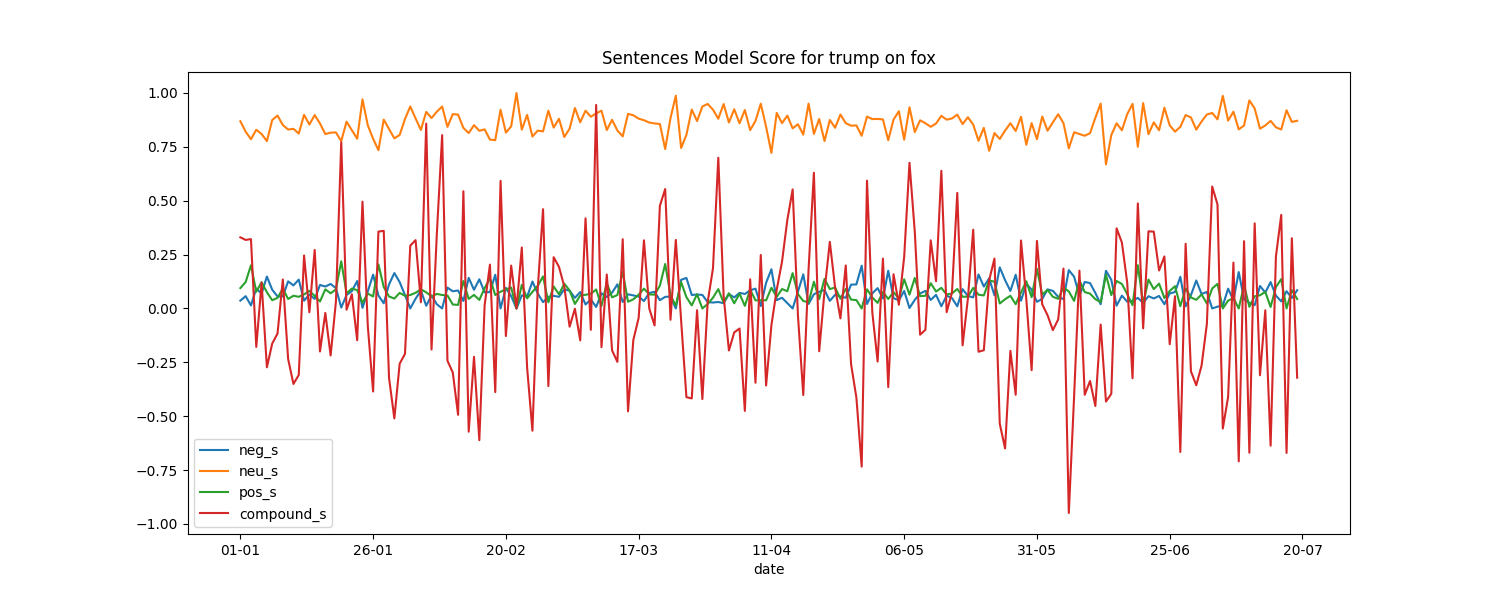 Sentences Model Score for trump on fox
1.00
0.75
0.50
0.25
0.00
−0.25
−0.50
−0.75
−1.00
neg_s
neu_s
pos_s
compound_s
01-01 26-01 20-02 17-03 11-04 06-05 31-05 25-06 20-07
date